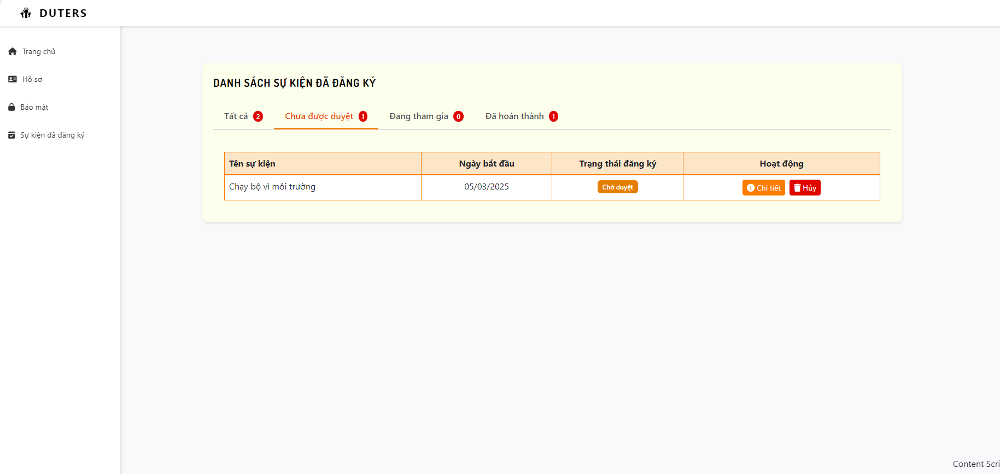 DUTERS
Trang chủ
Hồ sơ
Bảo mật
Sự kiện đã đăng ký
DANH SÁCH SỰ KIỆN ĐÃ ĐĂNG KÝ
Tất cả 2 Chưa được duyệt 1 Đang tham gia 0 Đã hoàn thành 1
Tên sự kiện Ngày bắt đầu Trạng thái đăng ký Hoạt động
Chạy bộ vì môi trường 05/03/2025 Chờ duyệt Chi tiết Hủy
Content Scri